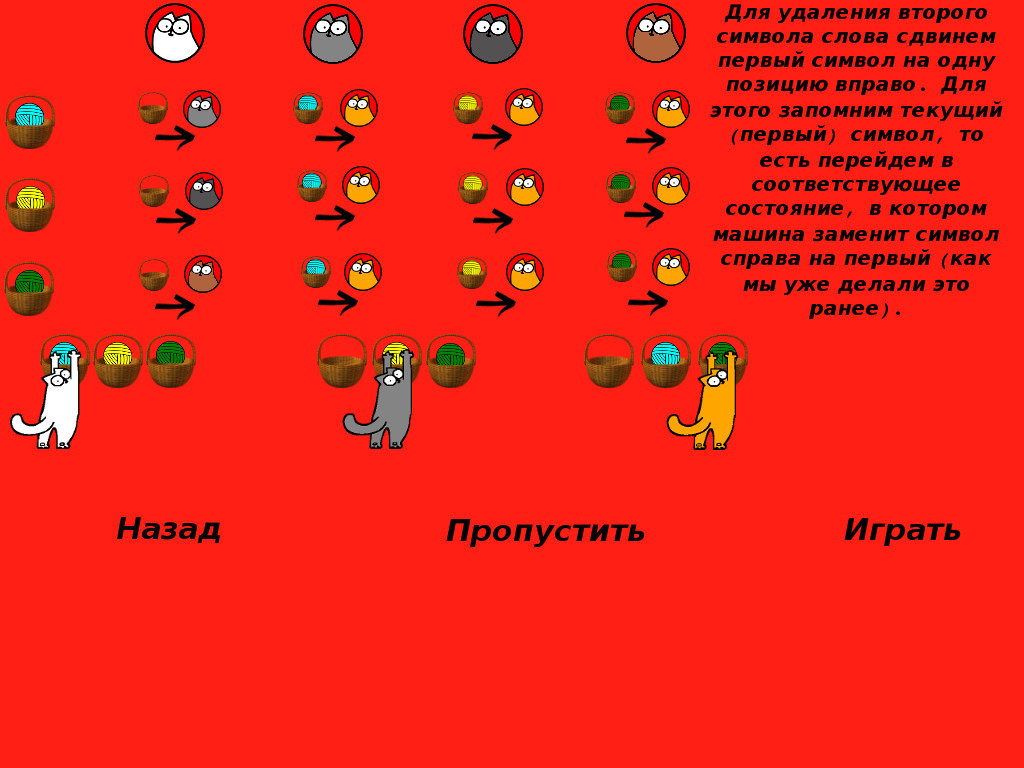 Для удаления второго
символа слова сдвинем
первый символ на одну
позицию вправо. Для
этого запомним текущий
(первый) символ, то
есть перейдем в
соответствующее
состояние, в котором
машина заменит символ
справа на первый (как
мы уже делали это
ранее).
Назад
Пропустить
Играть